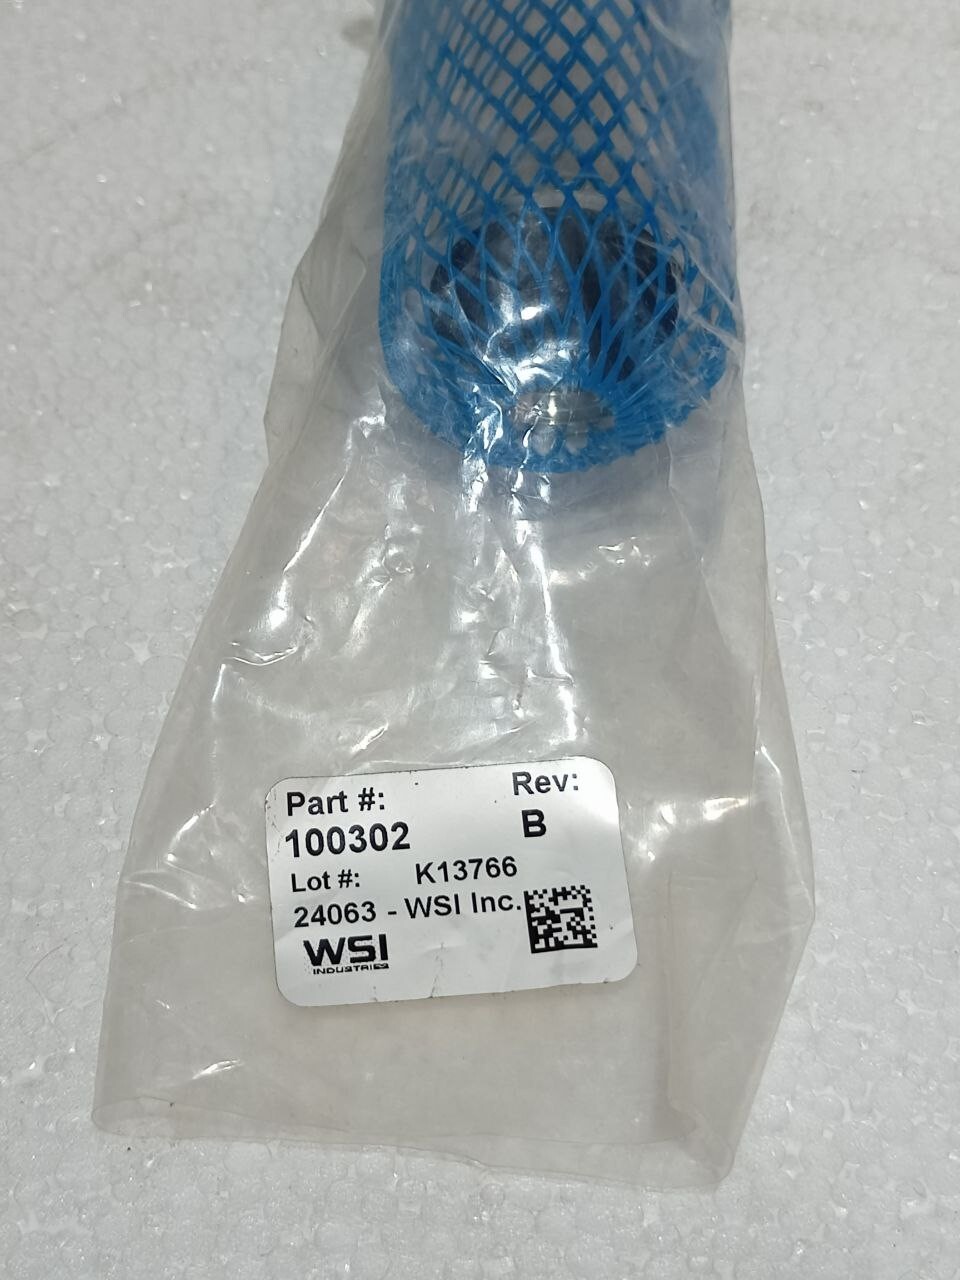 Part #: Rev:
100302 B
Lot #: K13766
24063 - WSI Inc.
WSI
INDUSTRIES